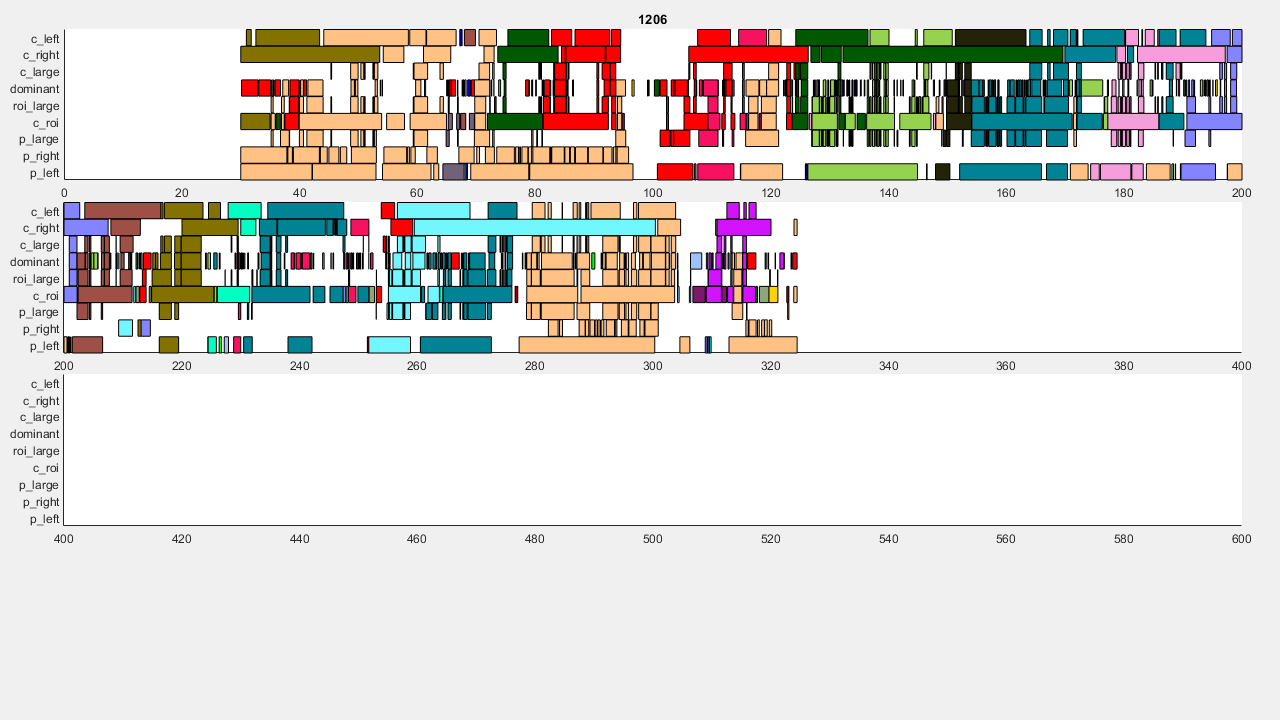 1206
c_left
c_right
c_large
dominant
roi_large
c_roi
p_large
p_right
p_left
0 20 40 60 80 100 120 140 160 180 200
c_left
c_right
c_large
dominant
roi_large
c_roi
p_large
p_right
p_left
200 220 240 260 280 300 320 340 360 380 400
c_left
c_right
c_large
dominant
roi_large
c_roi
p_large
p_right
p_left
400 420 440 460 480 500 520 540 560 580 600